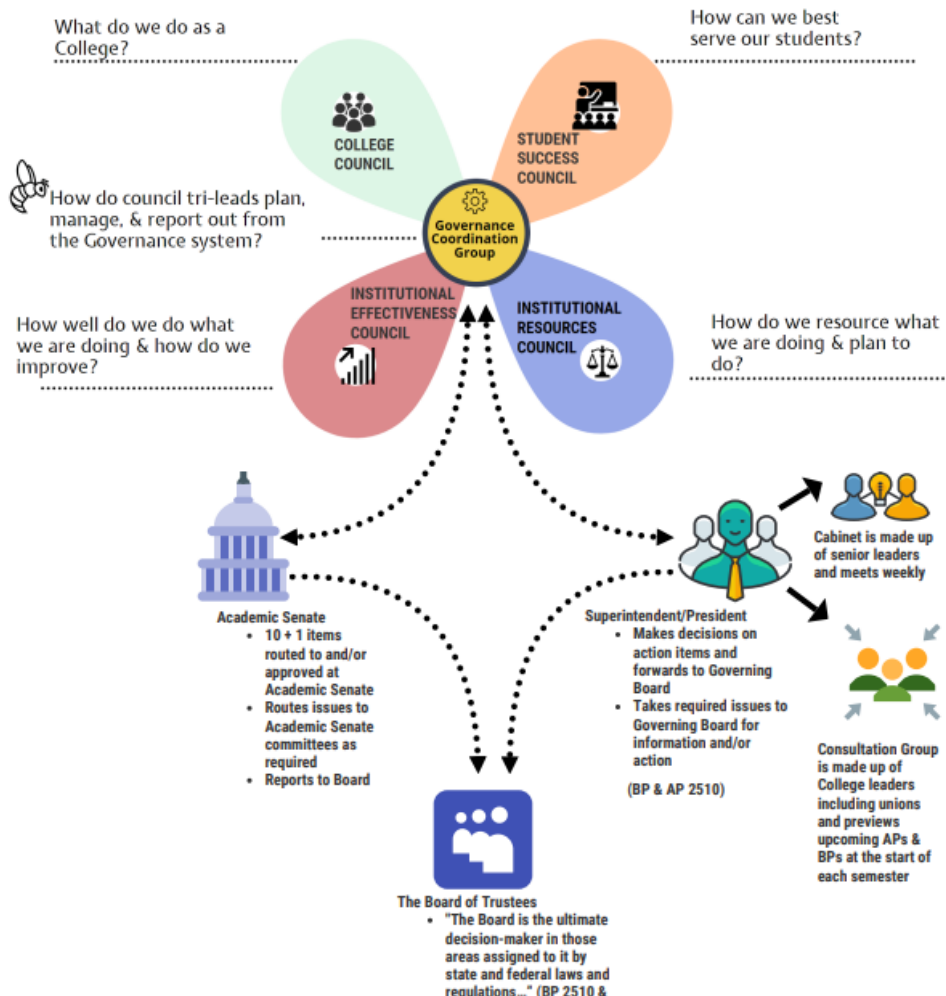 What do we do as a
College?
How can we best
serve our students?
COLLEGE
COUNCIL
STUDENT
SUCCESS
COUNCIL
How do council tri-leads plan,
manage, & report out from
the Governance system?
Governance
Coordination
Group
INSTITUTIONAL
EFFECTIVENESS
COUNCIL
INSTITUTIONAL
RESOURCES
COUNCIL
How well do we do what
we are doing & how do we
improve?
How do we resource what
we are doing & plan to
do?
Cabinet is made up
of senior leaders
and meets weekly
Academic Senate
• 10 + 1 items
routed to and/or
approved at
Academic Senate
• Routes issues to
Academic Senate
committees as
required
• Reports to Board
Superintendent/President
• Makes decisions on
action items and
forwards to Governing
Board
• Takes required issues to
Governing Board for
information and/or
action
(BP & AP 2510)
Consultation Group
is made up of
College leaders
including unions
and previews
upcoming APs &
BPs at the start of
each semester
The Board of Trustees
• "The Board is the ultimate
decision-maker in those
areas assigned to it by
state and federal laws and
regulations..." (BP 2510 &